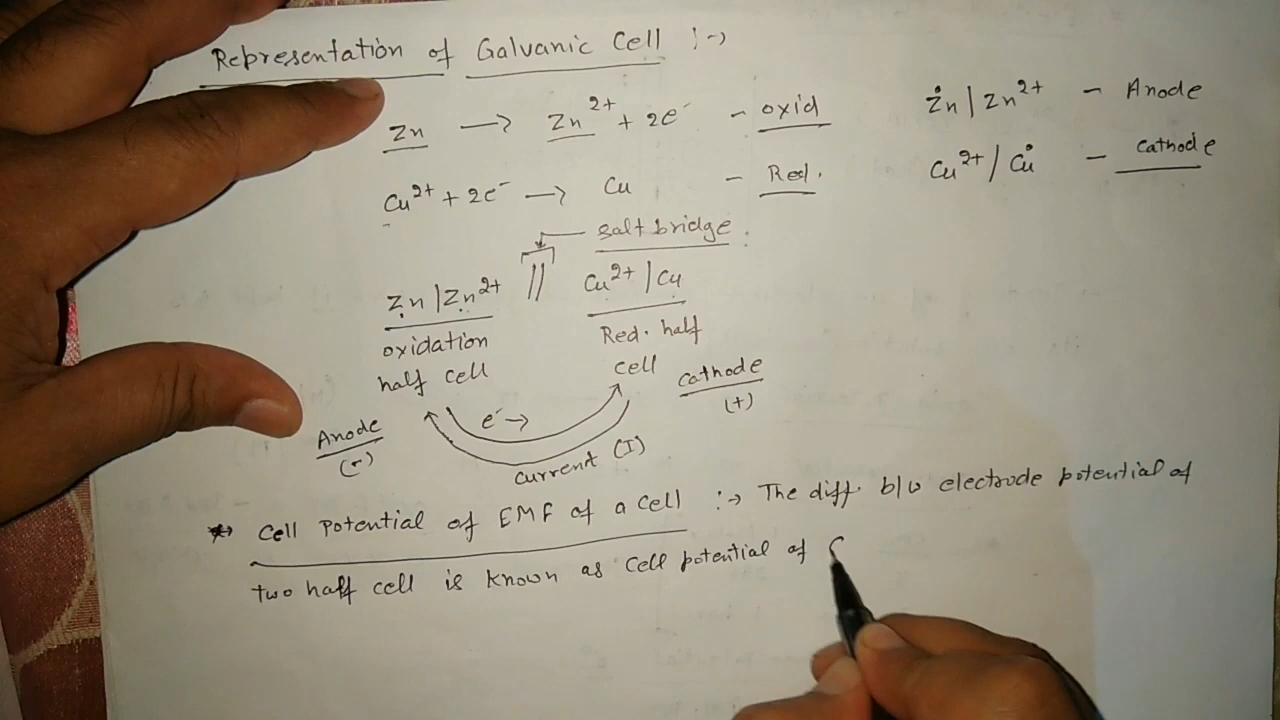 Representation of Galvanic Cell :→
Zn → Zn²⁺ + 2e⁻ - oxid
Zn | Zn²⁺ - Anode
Cu²⁺ + 2e⁻ → Cu - Red.
Cu²⁺ / Cu - Cathode
salt bridge.
Zn | Zn²⁺ || Cu²⁺ | Cu
oxidation
half cell
Red. half
cell
Cathode
(+)
Anode
(-)
e⁻ →
Current (I)
* Cell Potential of EMF of a cell :→ The diff. b/w electrode potential of
two half cell is known as cell potential of